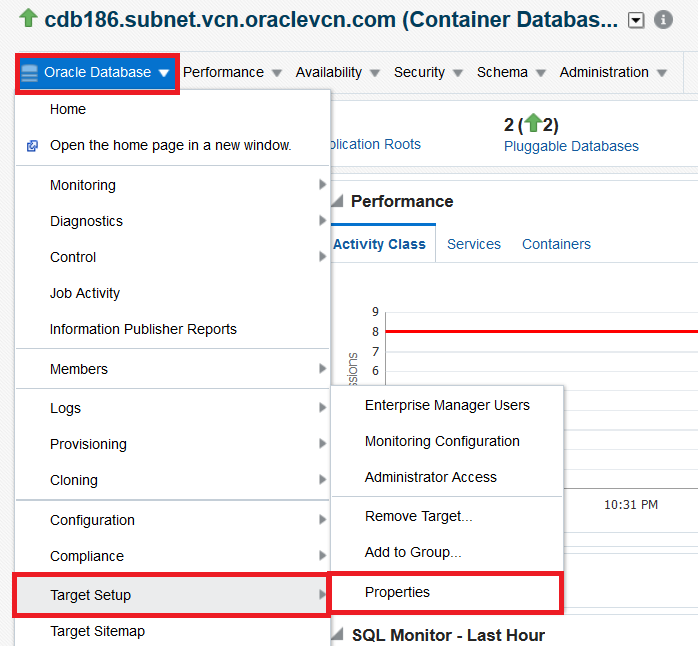 cdb186.subnet.vcn.oraclevcn.com (Container Databas...
Oracle Database Performance Availability Security Schema Administration
Home
Open the home page in a new window.
Monitoring
Diagnostics
Control
Job Activity
Information Publisher Reports
Members
Logs
Provisioning
Cloning
Configuration
Compliance
Target Setup
Target Sitemap
Enterprise Manager Users
Monitoring Configuration
Administrator Access
Remove Target...
Add to Group...
Properties
Roots
2 (2)
Pluggable Databases
Performance
Activity Class Services Containers
9
8
7
6
10:31 PM
SQL Monitor - Last Hour